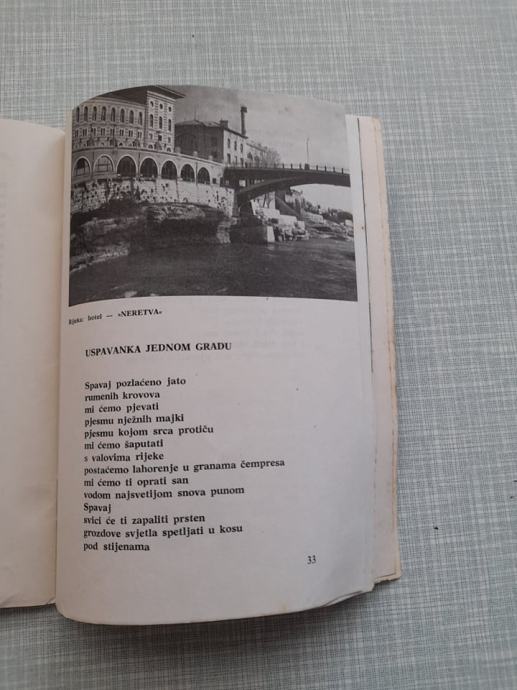 Rijeka: hotel — »NERETVA«
USPAVANKA JEDNOM GRADU
Spavaj pozlaćeno jato
rumenih krovova
mi ćemo pjevati
pjesmu nježnih majki
pjesmu kojom srca protiču
mi ćemo šaputati
s valovima rijeke
postaćemo lahorenje u granama čempresa
mi ćemo ti oprati san
vodom najsvetijom snova punom
Spavaj
svici će ti zapaliti prsten
grozdove svjetla spetljati u kosu
pod stijenama
33